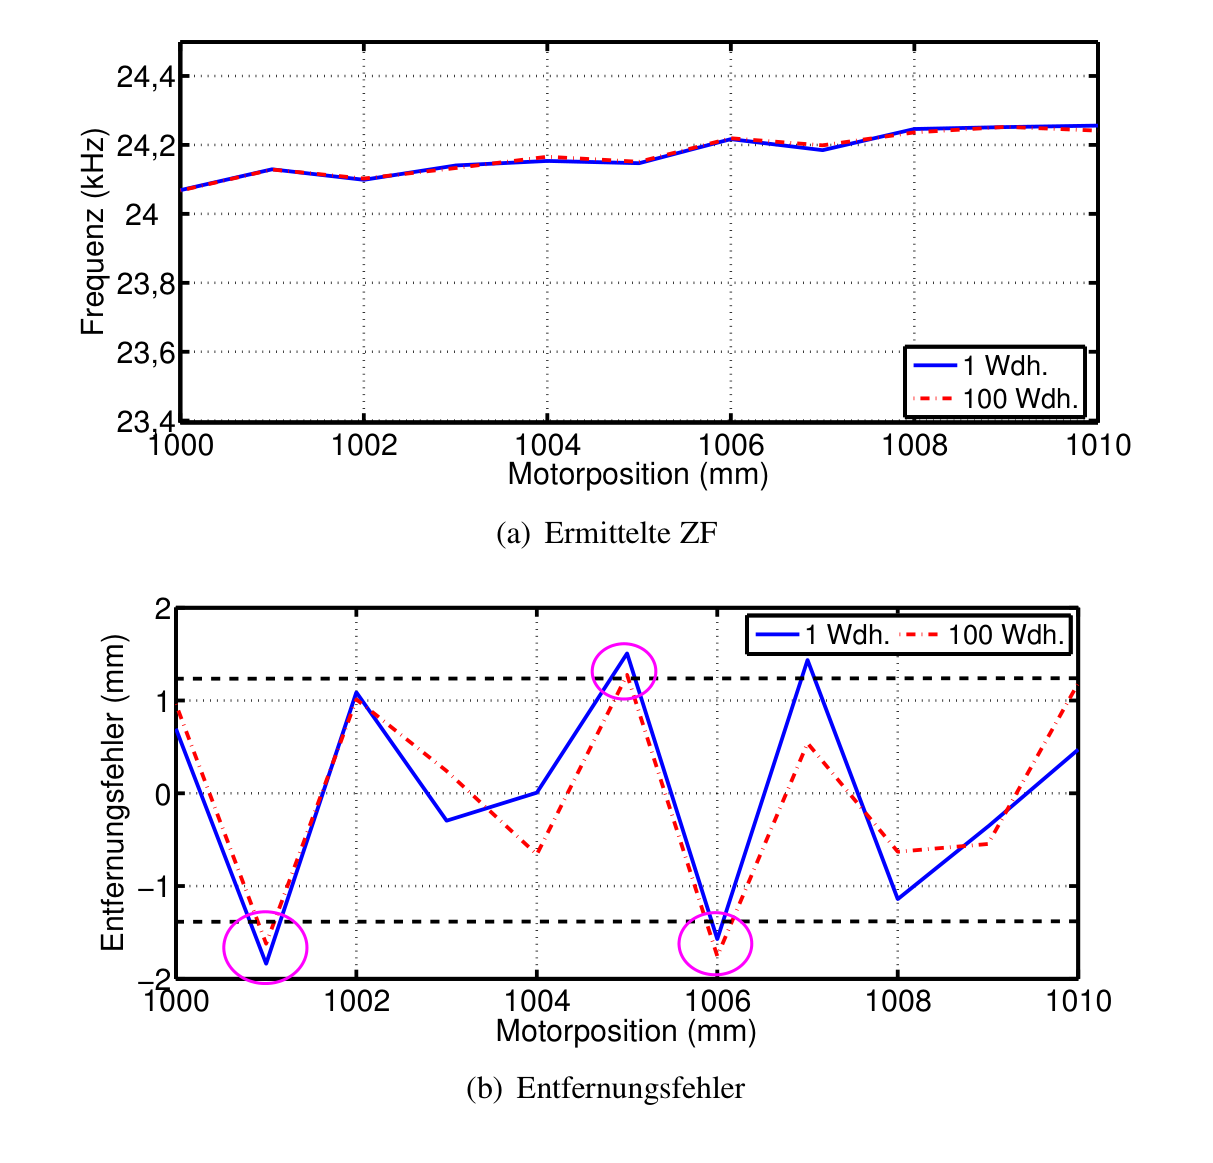 24,4
24,2
24
23,8
23,6
23,4
Frequenz (kHz)
1 Wdh.
100 Wdh.
1000 1002 1004 1006 1008 1010
Motorposition (mm)
(a) Ermittelte ZF
2
1
0
−1
−2
Entfernungsfehler (mm)
1 Wdh. 100 Wdh.
1000 1002 1004 1006 1008 1010
Motorposition (mm)
(b) Entfernungsfehler